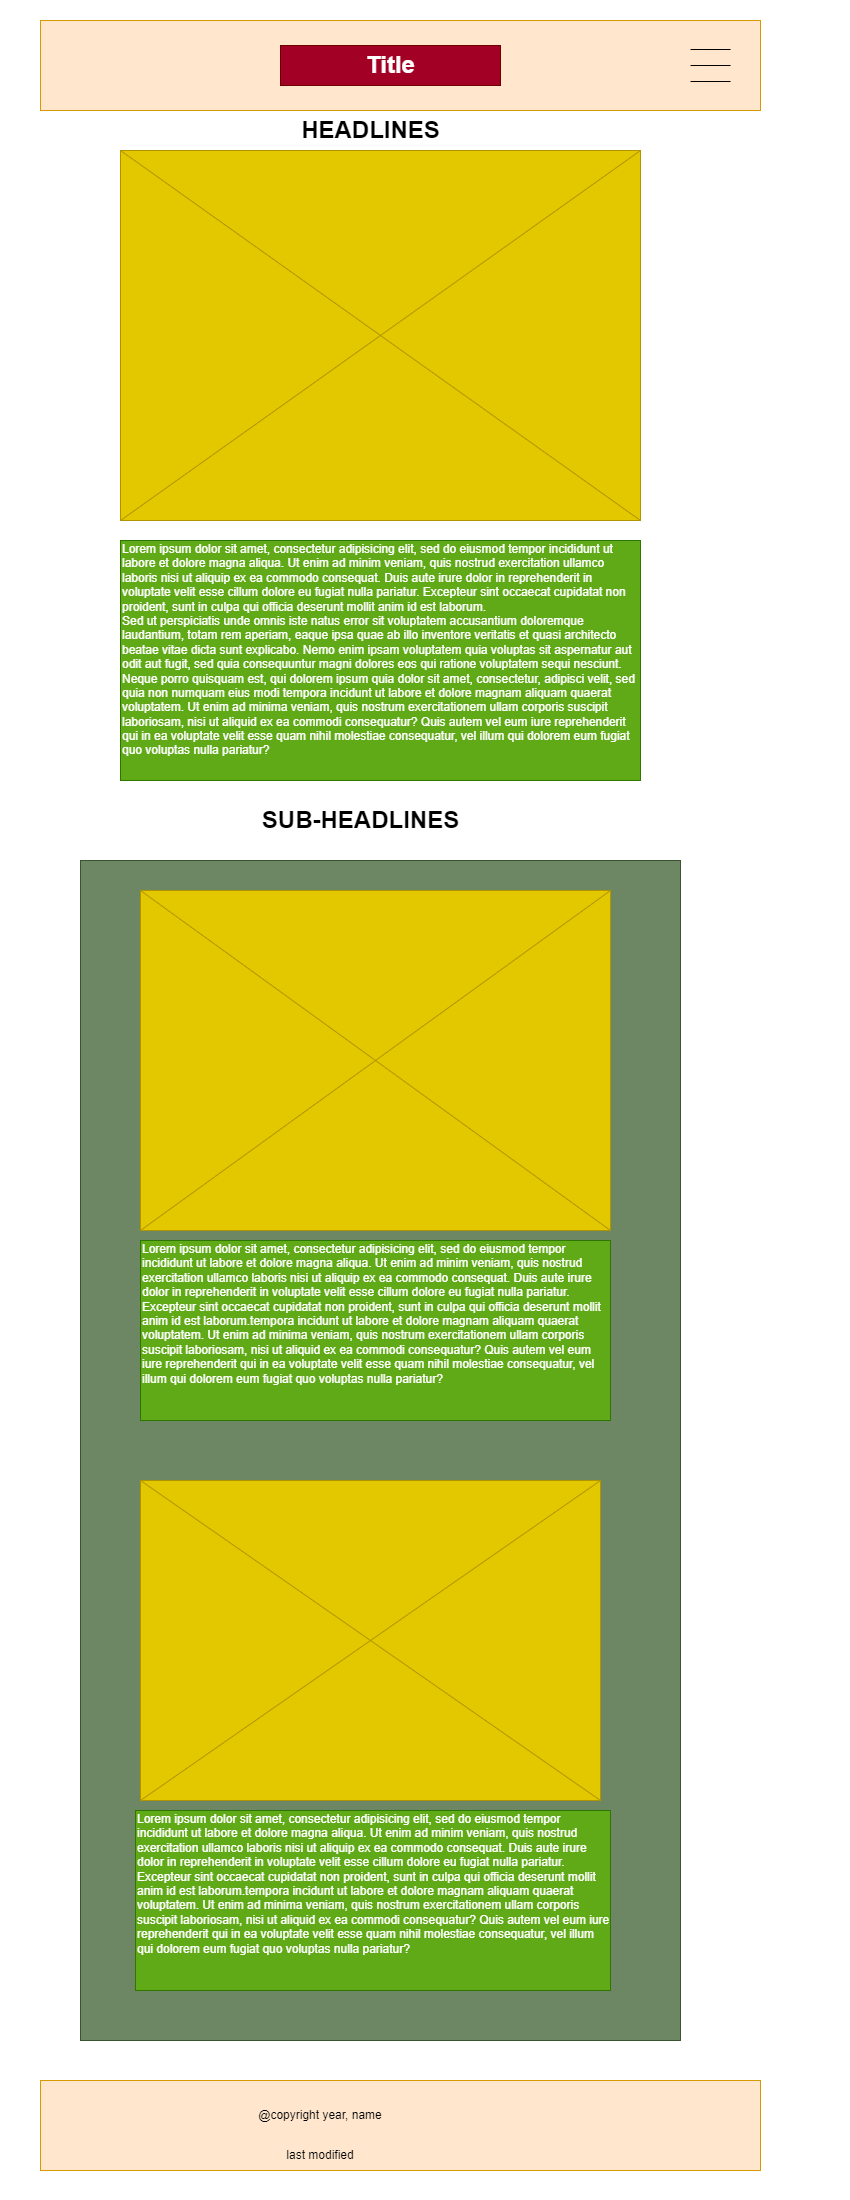 Title
HEADLINES
Lorem ipsum dolor sit amet, consectetur adipisicing elit, sed do eiusmod tempor incididunt ut
labore et dolore magna aliqua. Ut enim ad minim veniam, quis nostrud exercitation ullamco
laboris nisi ut aliquip ex ea commodo consequat. Duis aute irure dolor in reprehenderit in
voluptate velit esse cillum dolore eu fugiat nulla pariatur. Excepteur sint occaecat cupidatat non
proident, sunt in culpa qui officia deserunt mollit anim id est laborum.
Sed ut perspiciatis unde omnis iste natus error sit voluptatem accusantium doloremque
laudantium, totam rem aperiam, eaque ipsa quae ab illo inventore veritatis et quasi architecto
beatae vitae dicta sunt explicabo. Nemo enim ipsam voluptatem quia voluptas sit aspernatur aut
odit aut fugit, sed quia consequuntur magni dolores eos qui ratione voluptatem sequi nesciunt.
Neque porro quisquam est, qui dolorem ipsum quia dolor sit amet, consectetur, adipisci velit, sed
quia non numquam eius modi tempora incidunt ut labore et dolore magnam aliquam quaerat
voluptatem. Ut enim ad minima veniam, quis nostrum exercitationem ullam corporis suscipit
laboriosam, nisi ut aliquid ex ea commodi consequatur? Quis autem vel eum iure reprehenderit
qui in ea voluptate velit esse quam nihil molestiae consequatur, vel illum qui dolorem eum fugiat
quo voluptas nulla pariatur?
SUB-HEADLINES
Lorem ipsum dolor sit amet, consectetur adipisicing elit, sed do eiusmod tempor
incididunt ut labore et dolore magna aliqua. Ut enim ad minim veniam, quis nostrud
exercitation ullamco laboris nisi ut aliquip ex ea commodo consequat. Duis aute irure
dolor in reprehenderit in voluptate velit esse cillum dolore eu fugiat nulla pariatur.
Excepteur sint occaecat cupidatat non proident, sunt in culpa qui officia deserunt mollit
anim id est laborum.tempora incidunt ut labore et dolore magnam aliquam quaerat
voluptatem. Ut enim ad minima veniam, quis nostrum exercitationem ullam corporis
suscipit laboriosam, nisi ut aliquid ex ea commodi consequatur? Quis autem vel eum
iure reprehenderit qui in ea voluptate velit esse quam nihil molestiae consequatur, vel
illum qui dolorem eum fugiat quo voluptas nulla pariatur?
Lorem ipsum dolor sit amet, consectetur adipisicing elit, sed do eiusmod tempor
incididunt ut labore et dolore magna aliqua. Ut enim ad minim veniam, quis nostrud
exercitation ullamco laboris nisi ut aliquip ex ea commodo consequat. Duis aute irure
dolor in reprehenderit in voluptate velit esse cillum dolore eu fugiat nulla pariatur.
Excepteur sint occaecat cupidatat non proident, sunt in culpa qui officia deserunt mollit
anim id est laborum.tempora incidunt ut labore et dolore magnam aliquam quaerat
voluptatem. Ut enim ad minima veniam, quis nostrum exercitationem ullam corporis
suscipit laboriosam, nisi ut aliquid ex ea commodi consequatur? Quis autem vel eum iure
reprehenderit qui in ea voluptate velit esse quam nihil molestiae consequatur, vel illum
qui dolorem eum fugiat quo voluptas nulla pariatur?
@copyright year, name
last modified